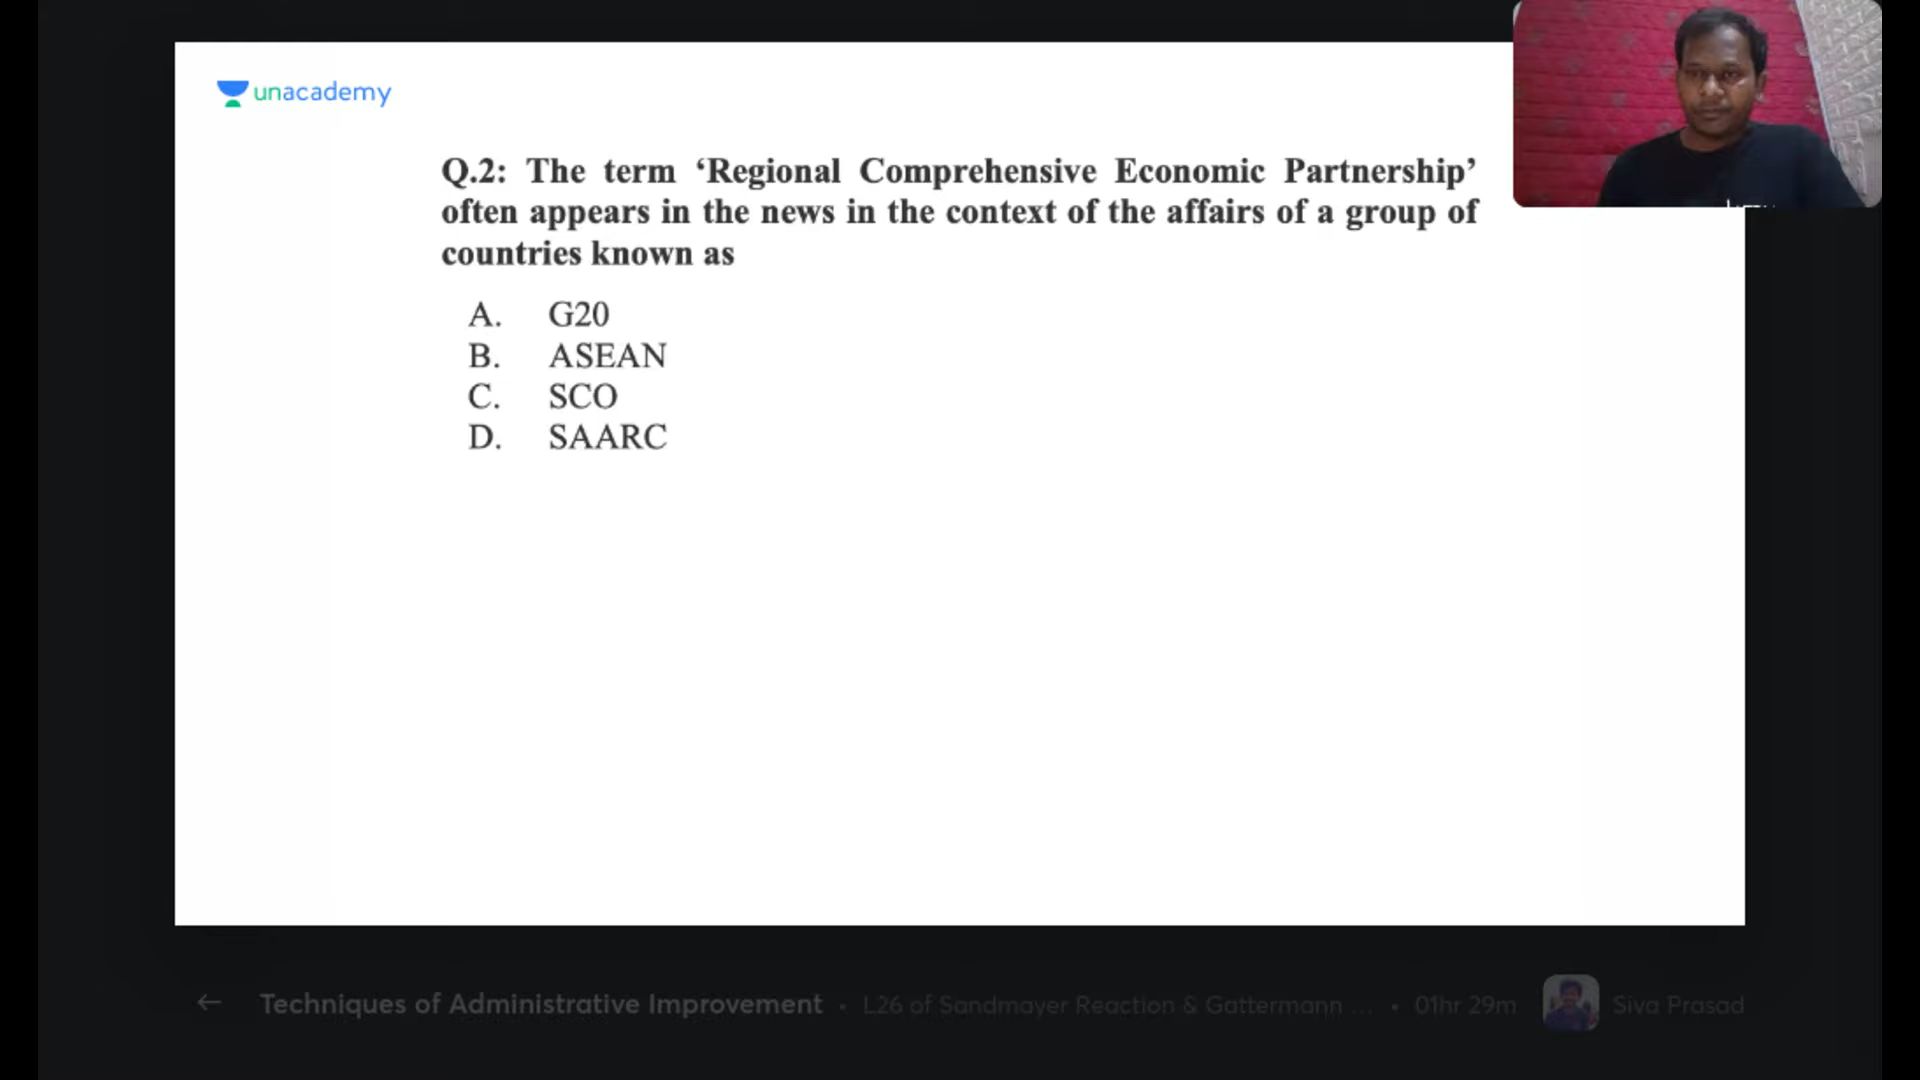 unacademy
Q.2: The term ‘Regional Comprehensive Economic Partnership’
often appears in the news in the context of the affairs of a group of
countries known as
A. G20
B. ASEAN
C. SCO
D. SAARC
Techniques of Administrative Improvement • L26 of Sandmayer Reaction & Gattermann ... • 01hr 29m Siva Prasad